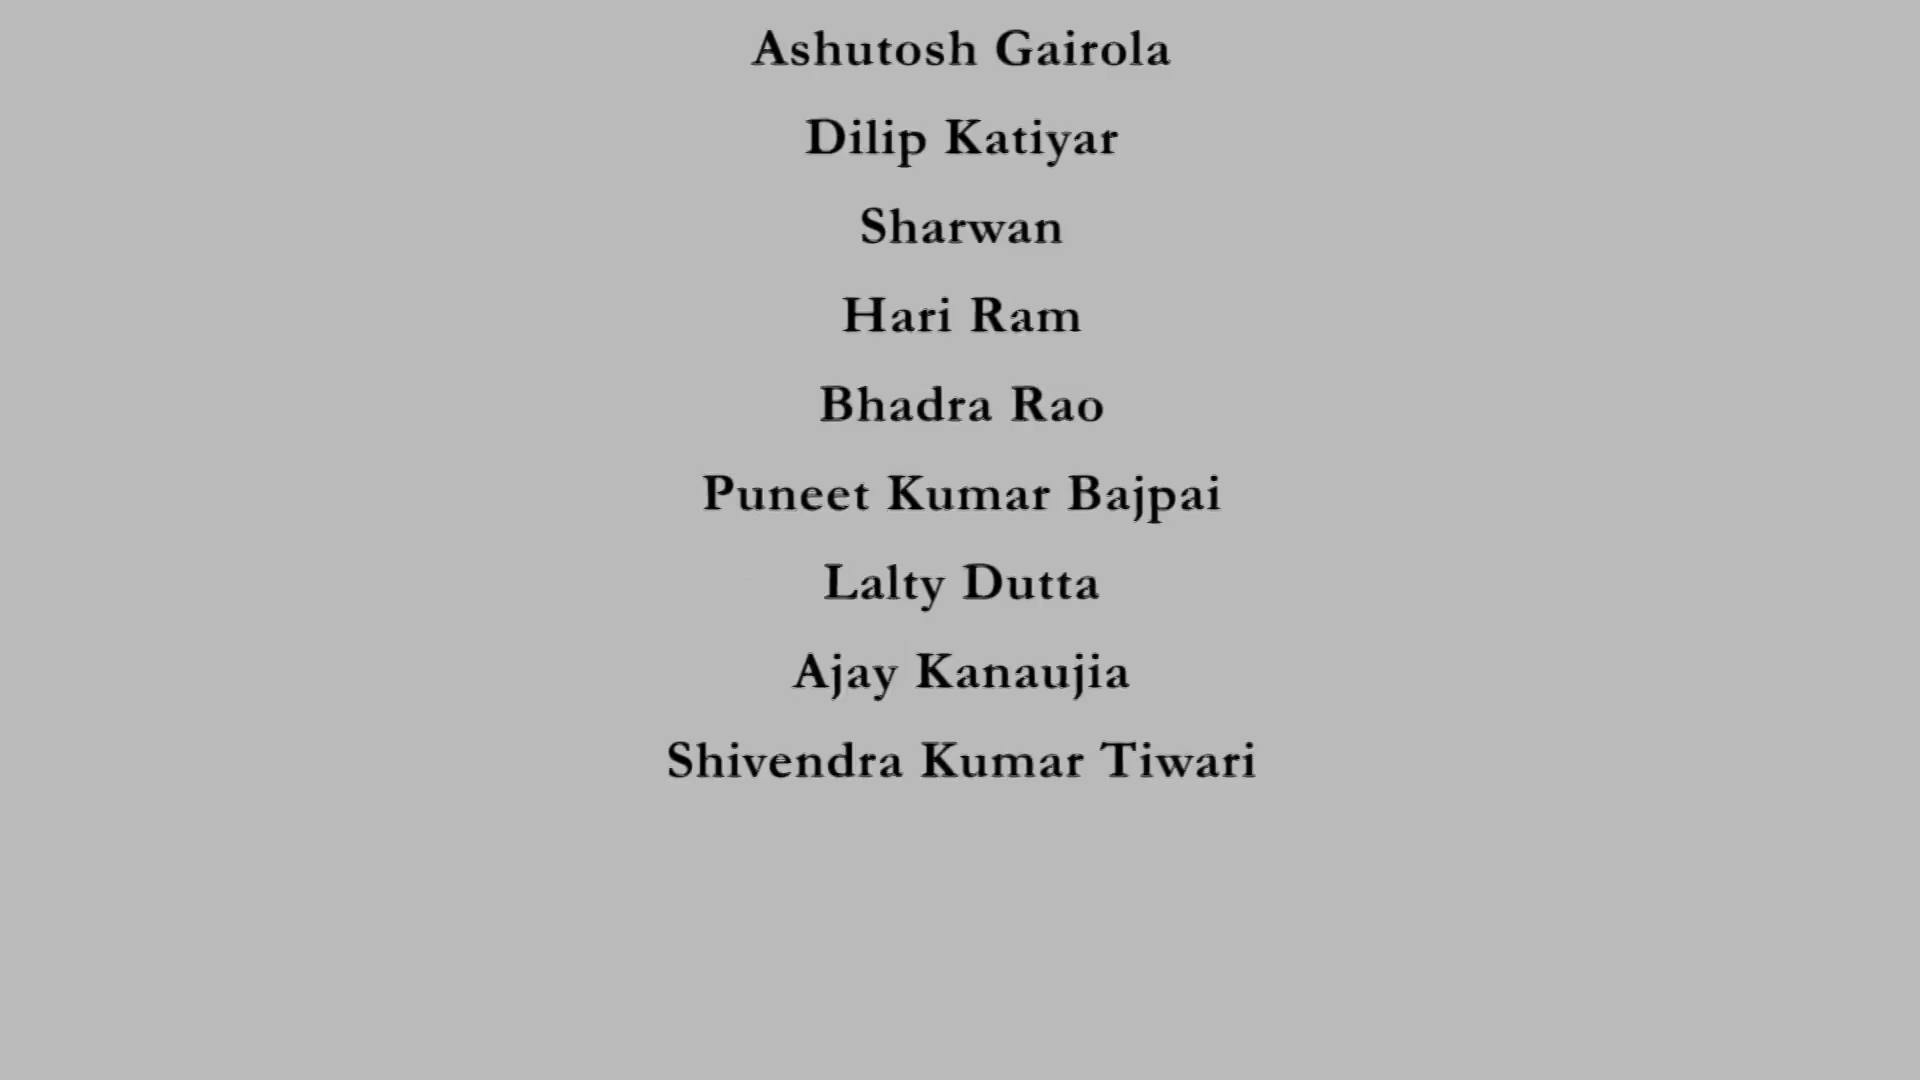 Ashutosh Gairola
Dilip Katiyar
Sharwan
Hari Ram
Bhadra Rao
Puneet Kumar Bajpai
Lalty Dutta
Ajay Kanaujia
Shivendra Kumar Tiwari